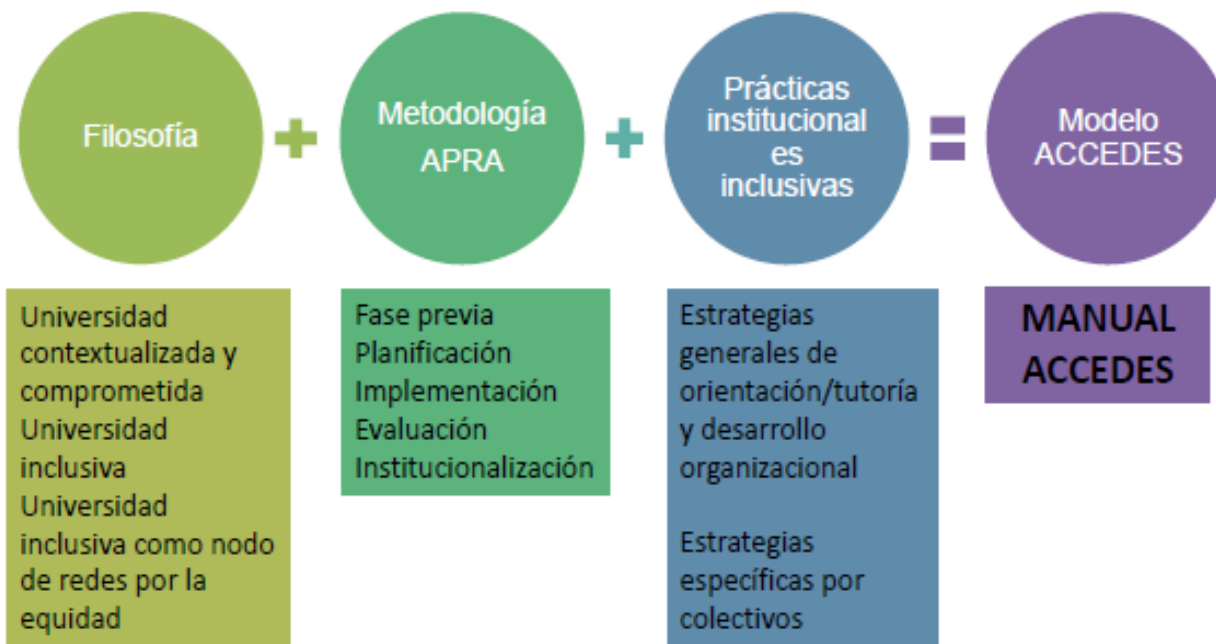 Filosofía
Metodología
APRA
Prácticas
institucional
es
inclusivas
Modelo
ACCEDES
Universidad
contextualizada y
comprometida
Universidad
inclusiva
Universidad
inclusiva como nodo
de redes por la
equidad
Fase previa
Planificación
Implementación
Evaluación
Institucionalización
Estrategias
generales de
orientación/tutoría
y desarrollo
organizacional
Estrategias
específicas por
colectivos
MANUAL
ACCEDES